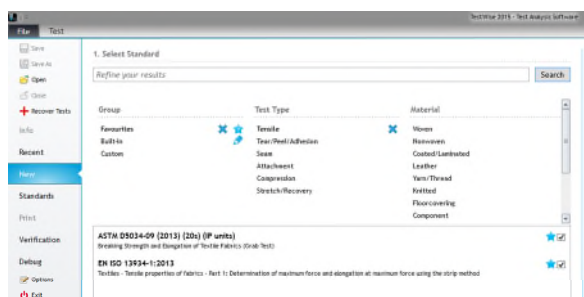 TestWise 2015 - Test Analysis Software
File Test
Save
Save As
Open
Close
Recover Tests
Info
Recent
New
Standards
Print
Verification
Debug
Options
Exit
1. Select Standard
Refine your results
Search
Group
Favourites
Built-in
Custom
Test Type
Tensile
Tear/Peel/Adhesion
Seam
Attachment
Compression
Stretch/Recovery
Material
Woven
Nonwoven
Coated/Laminated
Leather
Yarn/Thread
Knitted
Floorcovering
Component
ASTM D5034-09 (2013) (20s) (IP units)
Breaking Strength and Elongation of Textile Fabrics (Grab Test)
EN ISO 13934-1:2013
Textiles - Tensile properties of fabrics - Part 1: Determination of maximum force and elongation at maximum force using the strip method